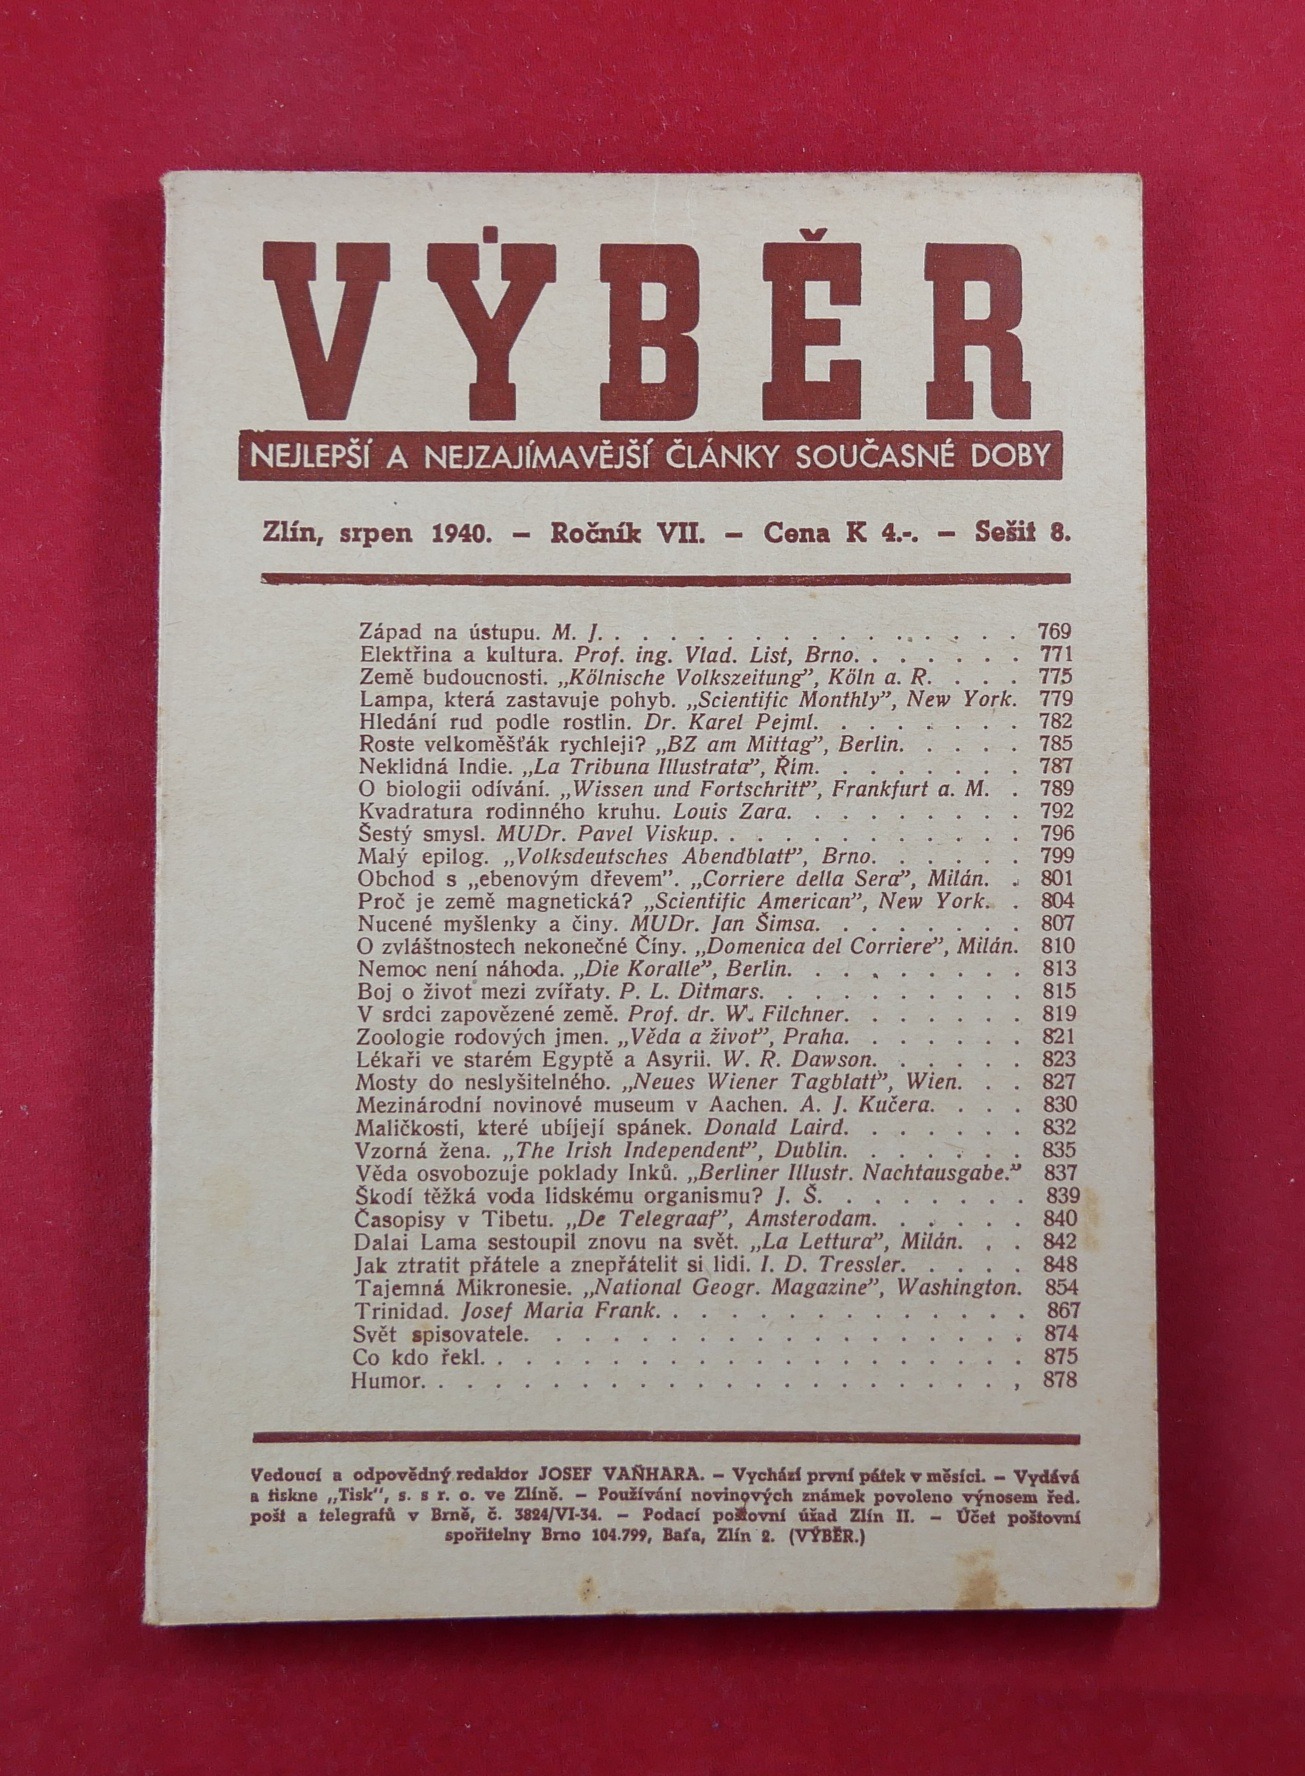 VÝBĚR
NEJLEPŠÍ A NEJZAJÍMAVĚJŠÍ ČLÁNKY SOUČASNÉ DOBY
Zlín, srpen 1940. – Ročník VII. – Cena K 4.-. – Sešit 8.
Západ na ústupu. M. J. . . . . . . . . . . . . . . . 769
Elektřina a kultura. Prof. ing. Vlad. List, Brno. . . . . . . 771
Země budoucnosti. „Kölnische Volkszeitung", Köln a. R. . . . 775
Lampa, která zastavuje pohyb. „Scientific Monthly", New York. 779
Hledání rud podle rostlin. Dr. Karel Pejml. . . . . . . . 782
Roste velkoměšťák rychleji? „BZ am Mittag", Berlin. . . . . 785
Neklidná Indie. „La Tribuna Illustrata", Řím. . . . . . . . 787
O biologii odívání. „Wissen und Fortschritt", Frankfurt a. M. . 789
Kvadratura rodinného kruhu. Louis Zara. . . . . . . . . 792
Šestý smysl. MUDr. Pavel Viskup. . . . . . . . . . . . 796
Malý epilog. „Volksdeutsches Abendblatt", Brno. . . . . . 799
Obchod s „ebenovým dřevem". „Corriere della Sera", Milán. . 801
Proč je země magnetická? „Scientific American", New York. . 804
Nucené myšlenky a činy. MUDr. Jan Šimsa. . . . . . . . 807
O zvláštnostech nekonečné Číny. „Domenica del Corriere", Milán. 810
Nemoc není náhoda. „Die Koralle", Berlin. . . . . . . . . 813
Boj o život mezi zvířaty. P. L. Ditmars. . . . . . . . . . 815
V srdci zapovězené země. Prof. dr. W. Filchner. . . . . . . 819
Zoologie rodových jmen. „Věda a život", Praha. . . . . . . 821
Lékaři ve starém Egyptě a Asyrii. W. R. Dawson. . . . . . 823
Mosty do neslyšitelného. „Neues Wiener Tagblatt", Wien. . . 827
Mezinárodní novinové museum v Aachen. A. J. Kučera. . . . 830
Maličkosti, které ubíjejí spánek. Donald Laird. . . . . . . 832
Vzorná žena. „The Irish Independent", Dublin. . . . . . . 835
Věda osvobozuje poklady Inků. „Berliner Illustr. Nachtausgabe." 837
Škodí těžká voda lidskému organismu? J. Š. . . . . . . . 839
Časopisy v Tibetu. „De Telegraaf", Amsterodam. . . . . . 840
Dalai Lama sestoupil znovu na svět. „La Lettura", Milán. . . 842
Jak ztratit přátele a znepřátelit si lidi. I. D. Tressler. . . . . 848
Tajemná Mikronesie. „National Geogr. Magazine", Washington. 854
Trinidad. Josef Maria Frank. . . . . . . . . . . . . . 867
Svět spisovatele. . . . . . . . . . . . . . . . . . . 874
Co kdo řekl. . . . . . . . . . . . . . . . . . . . 875
Humor. . . . . . . . . . . . . . . . . . . . . . , 878
Vedoucí a odpovědný redaktor JOSEF VAŇHARA. – Vychází první pátek v měsíci. – Vydává
a tiskne „Tisk", s. s r. o. ve Zlíně. – Používání novinových známek povoleno výnosem řed.
pošt a telegrafů v Brně, č. 3824/VI-34. – Podací poštovní úřad Zlín II. – Účet poštovní
spořitelny Brno 104.799, Baťa, Zlín 2. (VÝBĚR.)